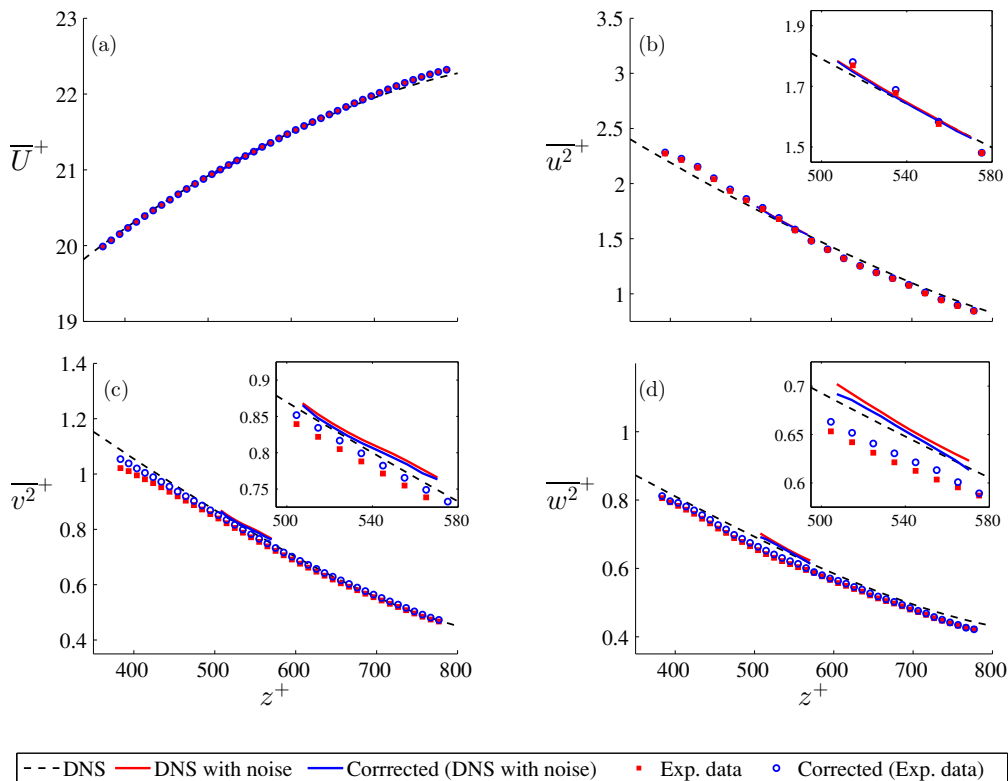 23
22
21
20
19
(a)
U̅⁺
3.5
3
2.5
2
1.5
1
(b)
u²⁺
1.9
1.7
1.5
500 540 580
1.4
1.2
1
0.8
0.6
0.4
(c)
v²⁺
0.9
0.85
0.8
0.75
500 540 580
400 500 600 700 800
z⁺
1
0.8
0.6
0.4
(d)
w²⁺
0.7
0.65
0.6
500 540 580
400 500 600 700 800
z⁺
DNS DNS with noise Corrrected (DNS with noise) Exp. data Corrected (Exp. data)